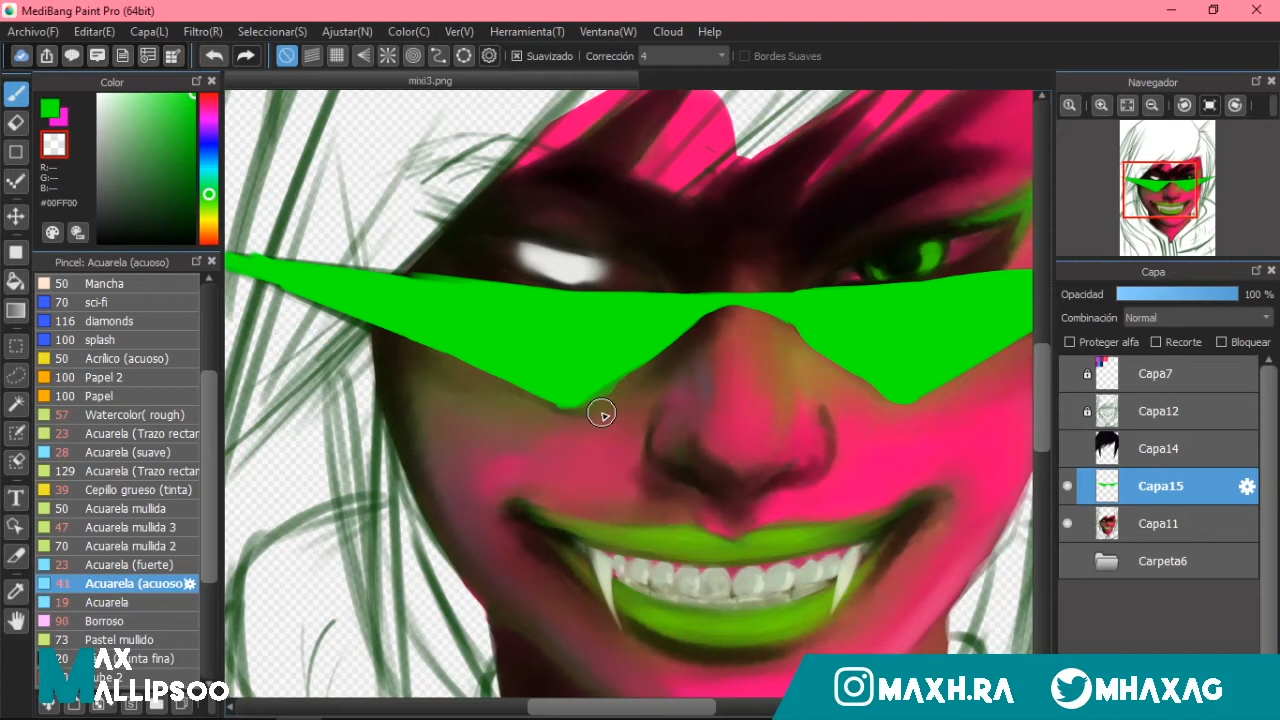 MediBang Paint Pro (64bit)
Archivo(F) Editar(E) Capa(L) Filtro(R) Seleccionar(S) Ajustar(N) Color(C) Ver(V) Herramienta(T) Ventana(W) Cloud Help
Suavizado Corrección 4 Bordes Suaves
Color
mixi3.png
Navegador
R:---
G:---
B:---
#00FF00
Pincel: Acuarela (acuoso)
50 Mancha
70 sci-fi
116 diamonds
100 splash
50 Acrílico (acuoso)
100 Papel 2
100 Papel
57 Watercolor( rough)
23 Acuarela (Trazo rectar
28 Acuarela (suave)
129 Acuarela (Trazo rectar
39 Cepillo grueso (tinta)
50 Acuarela mullida
47 Acuarela mullida 3
70 Acuarela mullida 2
23 Acuarela (fuerte)
41 Acuarela (acuoso)
19 Acuarela
90 Borroso
73 Pastel mullido
Capa
Opacidad 100 %
Combinación Normal
Proteger alfa Recorte Bloquear
Capa7
Capa12
Capa14
Capa15
Capa11
Carpeta6
MAX
MALLIPSOO
MAXH.RA
MHAXAG